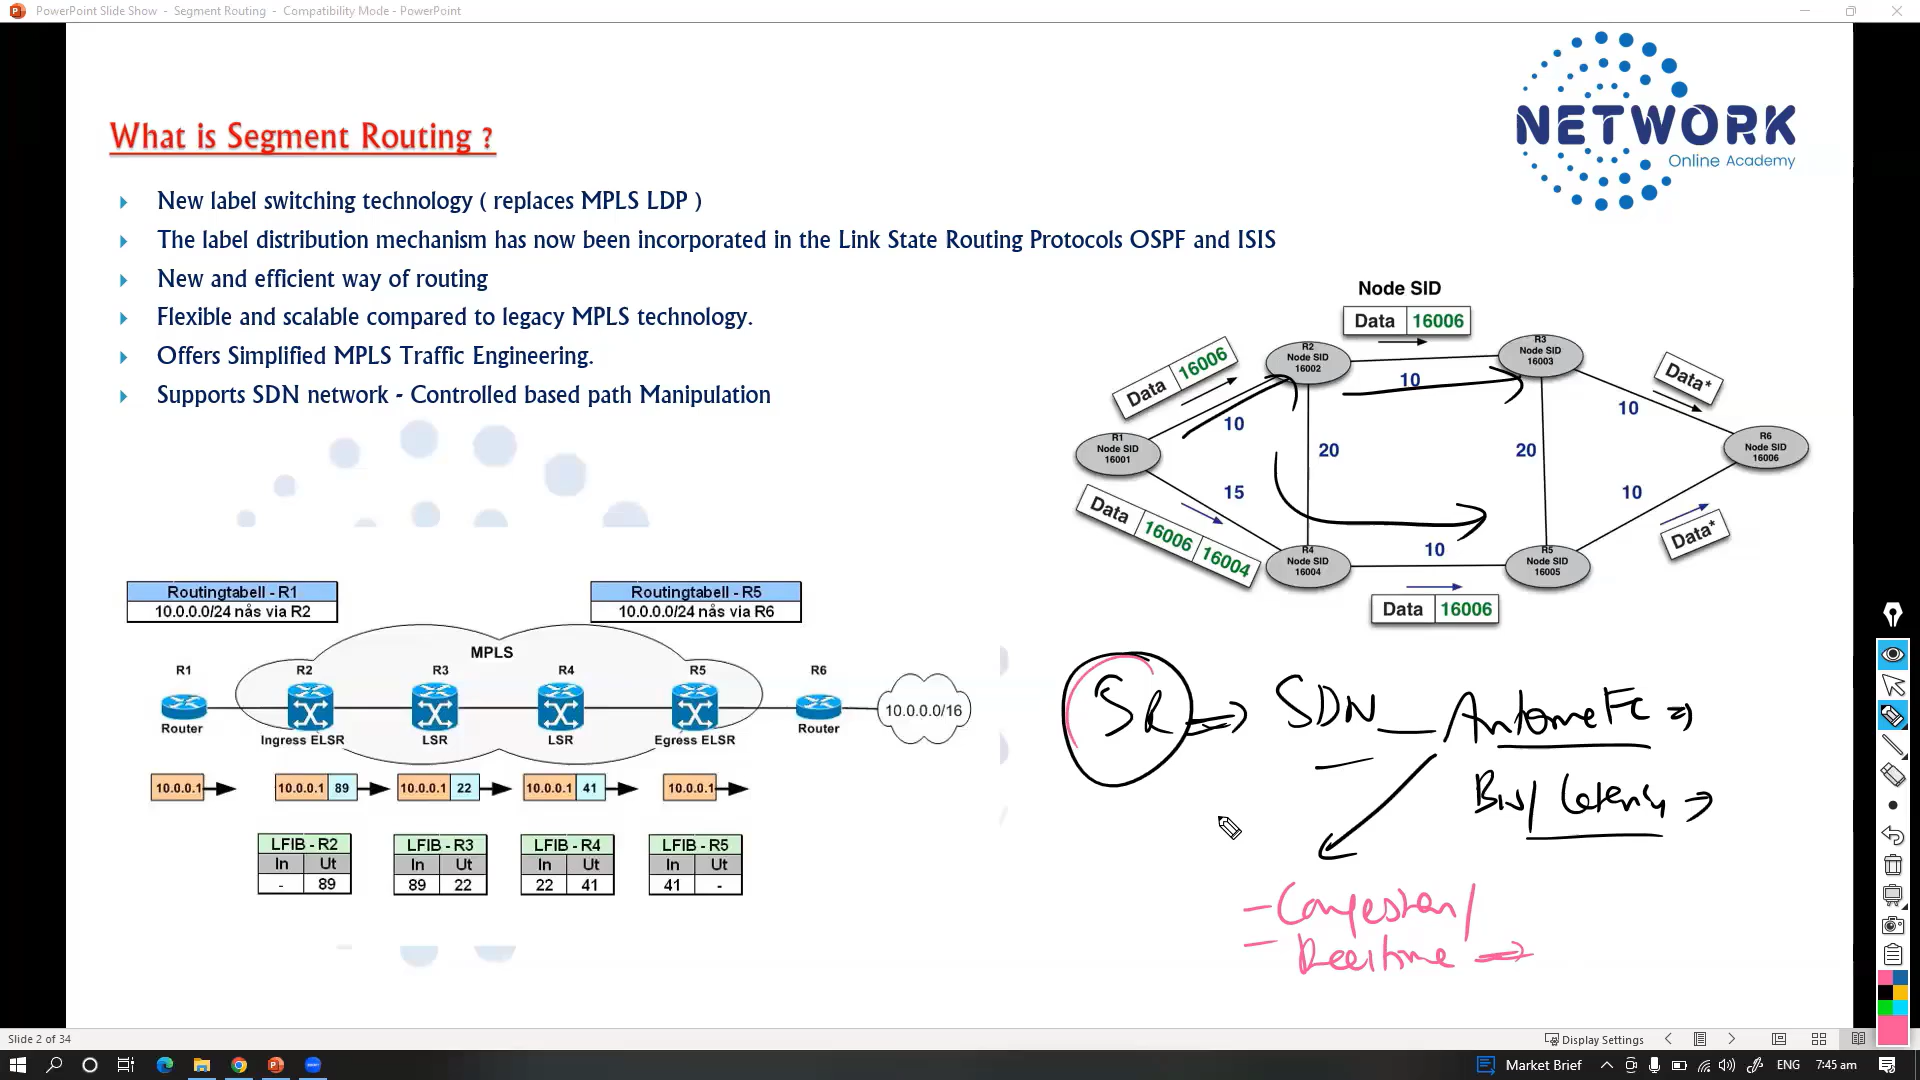 PowerPoint Slide Show - Segment Routing - Compatibility Mode - PowerPoint
NETWORK
Online Academy
What is Segment Routing ?
New label switching technology ( replaces MPLS LDP )
The label distribution mechanism has now been incorporated in the Link State Routing Protocols OSPF and ISIS
New and efficient way of routing
Flexible and scalable compared to legacy MPLS technology.
Offers Simplified MPLS Traffic Engineering.
Supports SDN network - Controlled based path Manipulation
Node SID
Data 16006
Data 16006
R2
Node SID
16002
R3
Node SID
16003
Data*
10
10
10
R1
Node SID
16001
20
20
R6
Node SID
16006
15
10
Data 16006 16004
Data*
10
R4
Node SID
16004
R5
Node SID
16005
Data 16006
Routingtabell - R1
10.0.0.0/24 nås via R2
Routingtabell - R5
10.0.0.0/24 nås via R6
MPLS
R1 R2 R3 R4 R5 R6
10.0.0.0/16
Router Ingress ELSR LSR LSR Egress ELSR Router
10.0.0.1 10.0.0.1 89 10.0.0.1 22 10.0.0.1 41 10.0.0.1
LFIB - R2 LFIB - R3 LFIB - R4 LFIB - R5
In Ut In Ut In Ut In Ut
- 89 89 22 22 41 41 -
SR SDN
Congestion/
Realtime
Slide 2 of 34
Display Settings
Market Brief
ENG
7:45 am